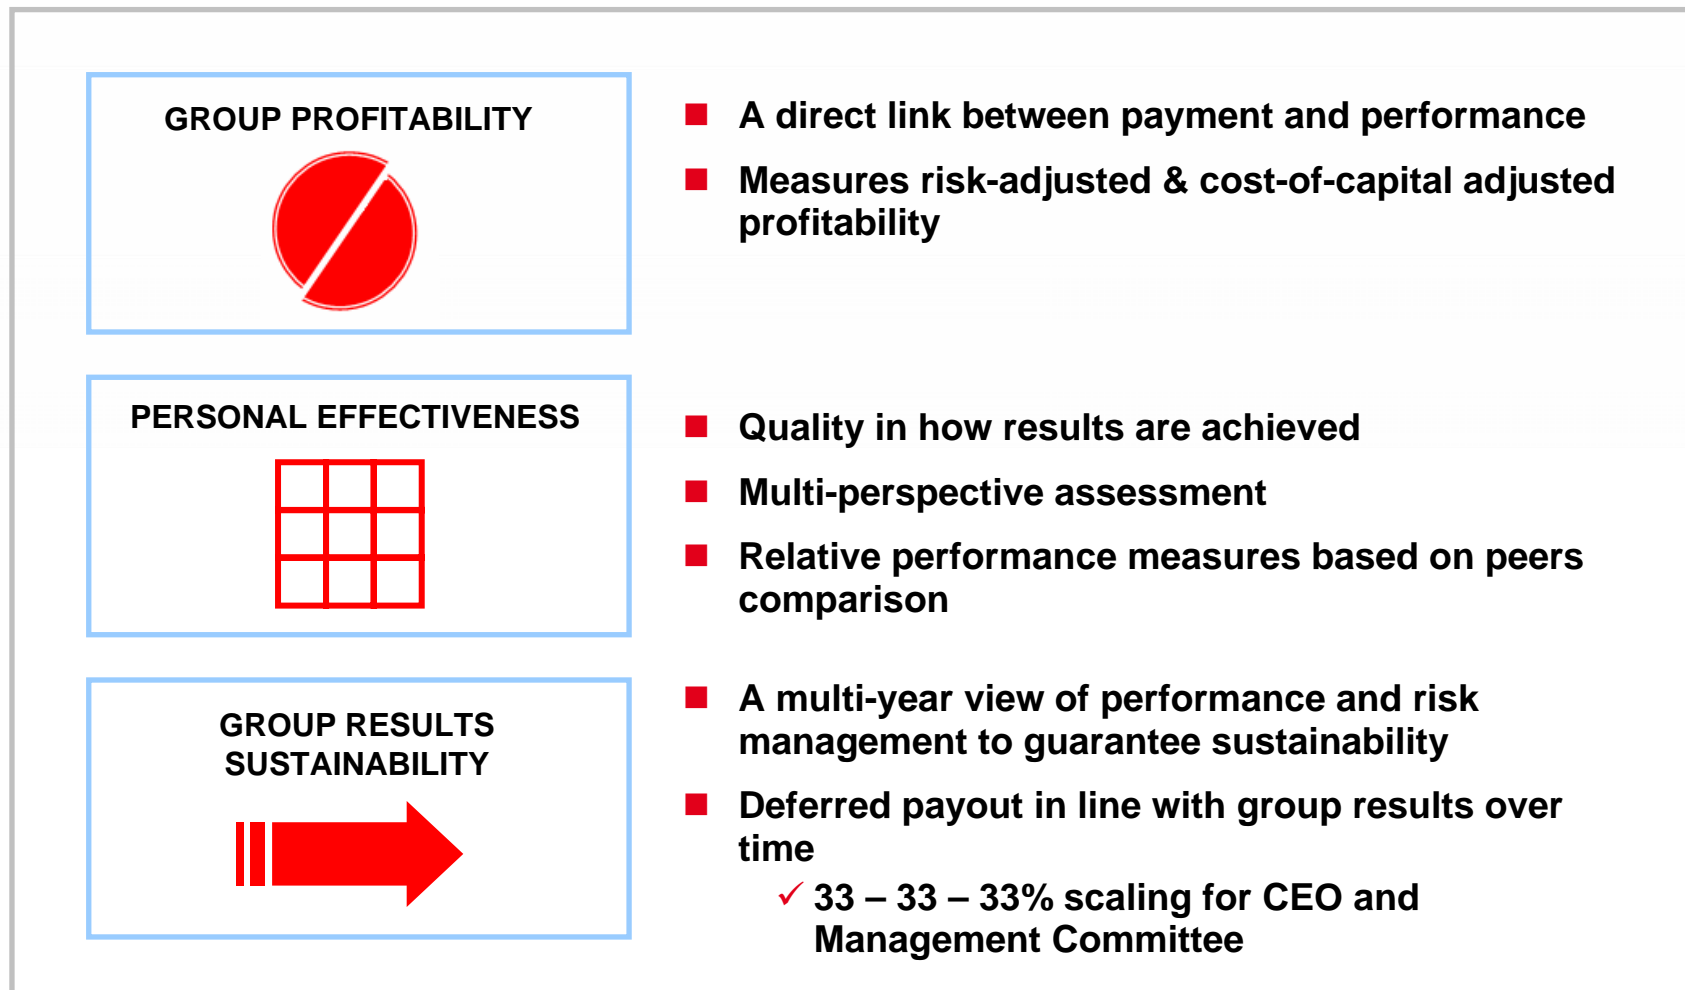 GROUP PROFITABILITY
A direct link between payment and performance
Measures risk-adjusted & cost-of-capital adjusted
profitability
PERSONAL EFFECTIVENESS
Quality in how results are achieved
Multi-perspective assessment
Relative performance measures based on peers
comparison
GROUP RESULTS
SUSTAINABILITY
A multi-year view of performance and risk
management to guarantee sustainability
Deferred payout in line with group results over
time
33 – 33 – 33% scaling for CEO and
Management Committee